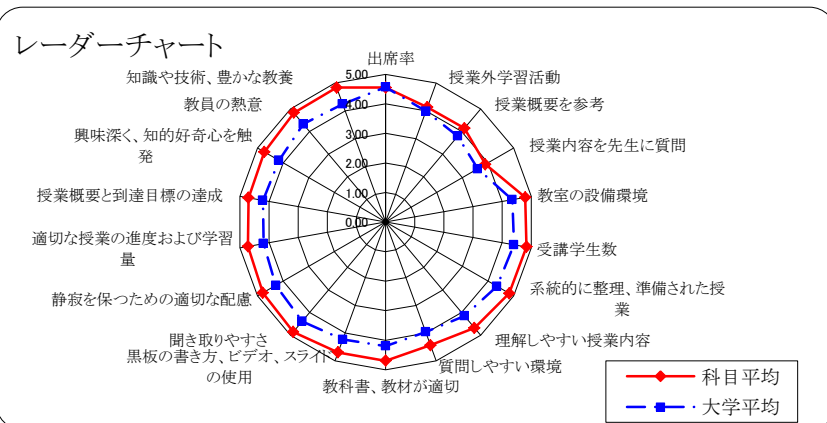 レーダーチャート
出席率
授業外学習活動
授業概要を参考
授業内容を先生に質問
教室の設備環境
受講学生数
系統的に整理、準備された授
業
理解しやすい授業内容
質問しやすい環境
教科書、教材が適切
黒板の書き方、ビデオ、スライド
の使用
聞き取りやすさ
静寂を保つための適切な配慮
適切な授業の進度および学習
量
授業概要と到達目標の達成
興味深く、知的好奇心を触
発
教員の熱意
知識や技術、豊かな教養
5.00
4.00
3.00
2.00
1.00
0.00
科目平均
大学平均